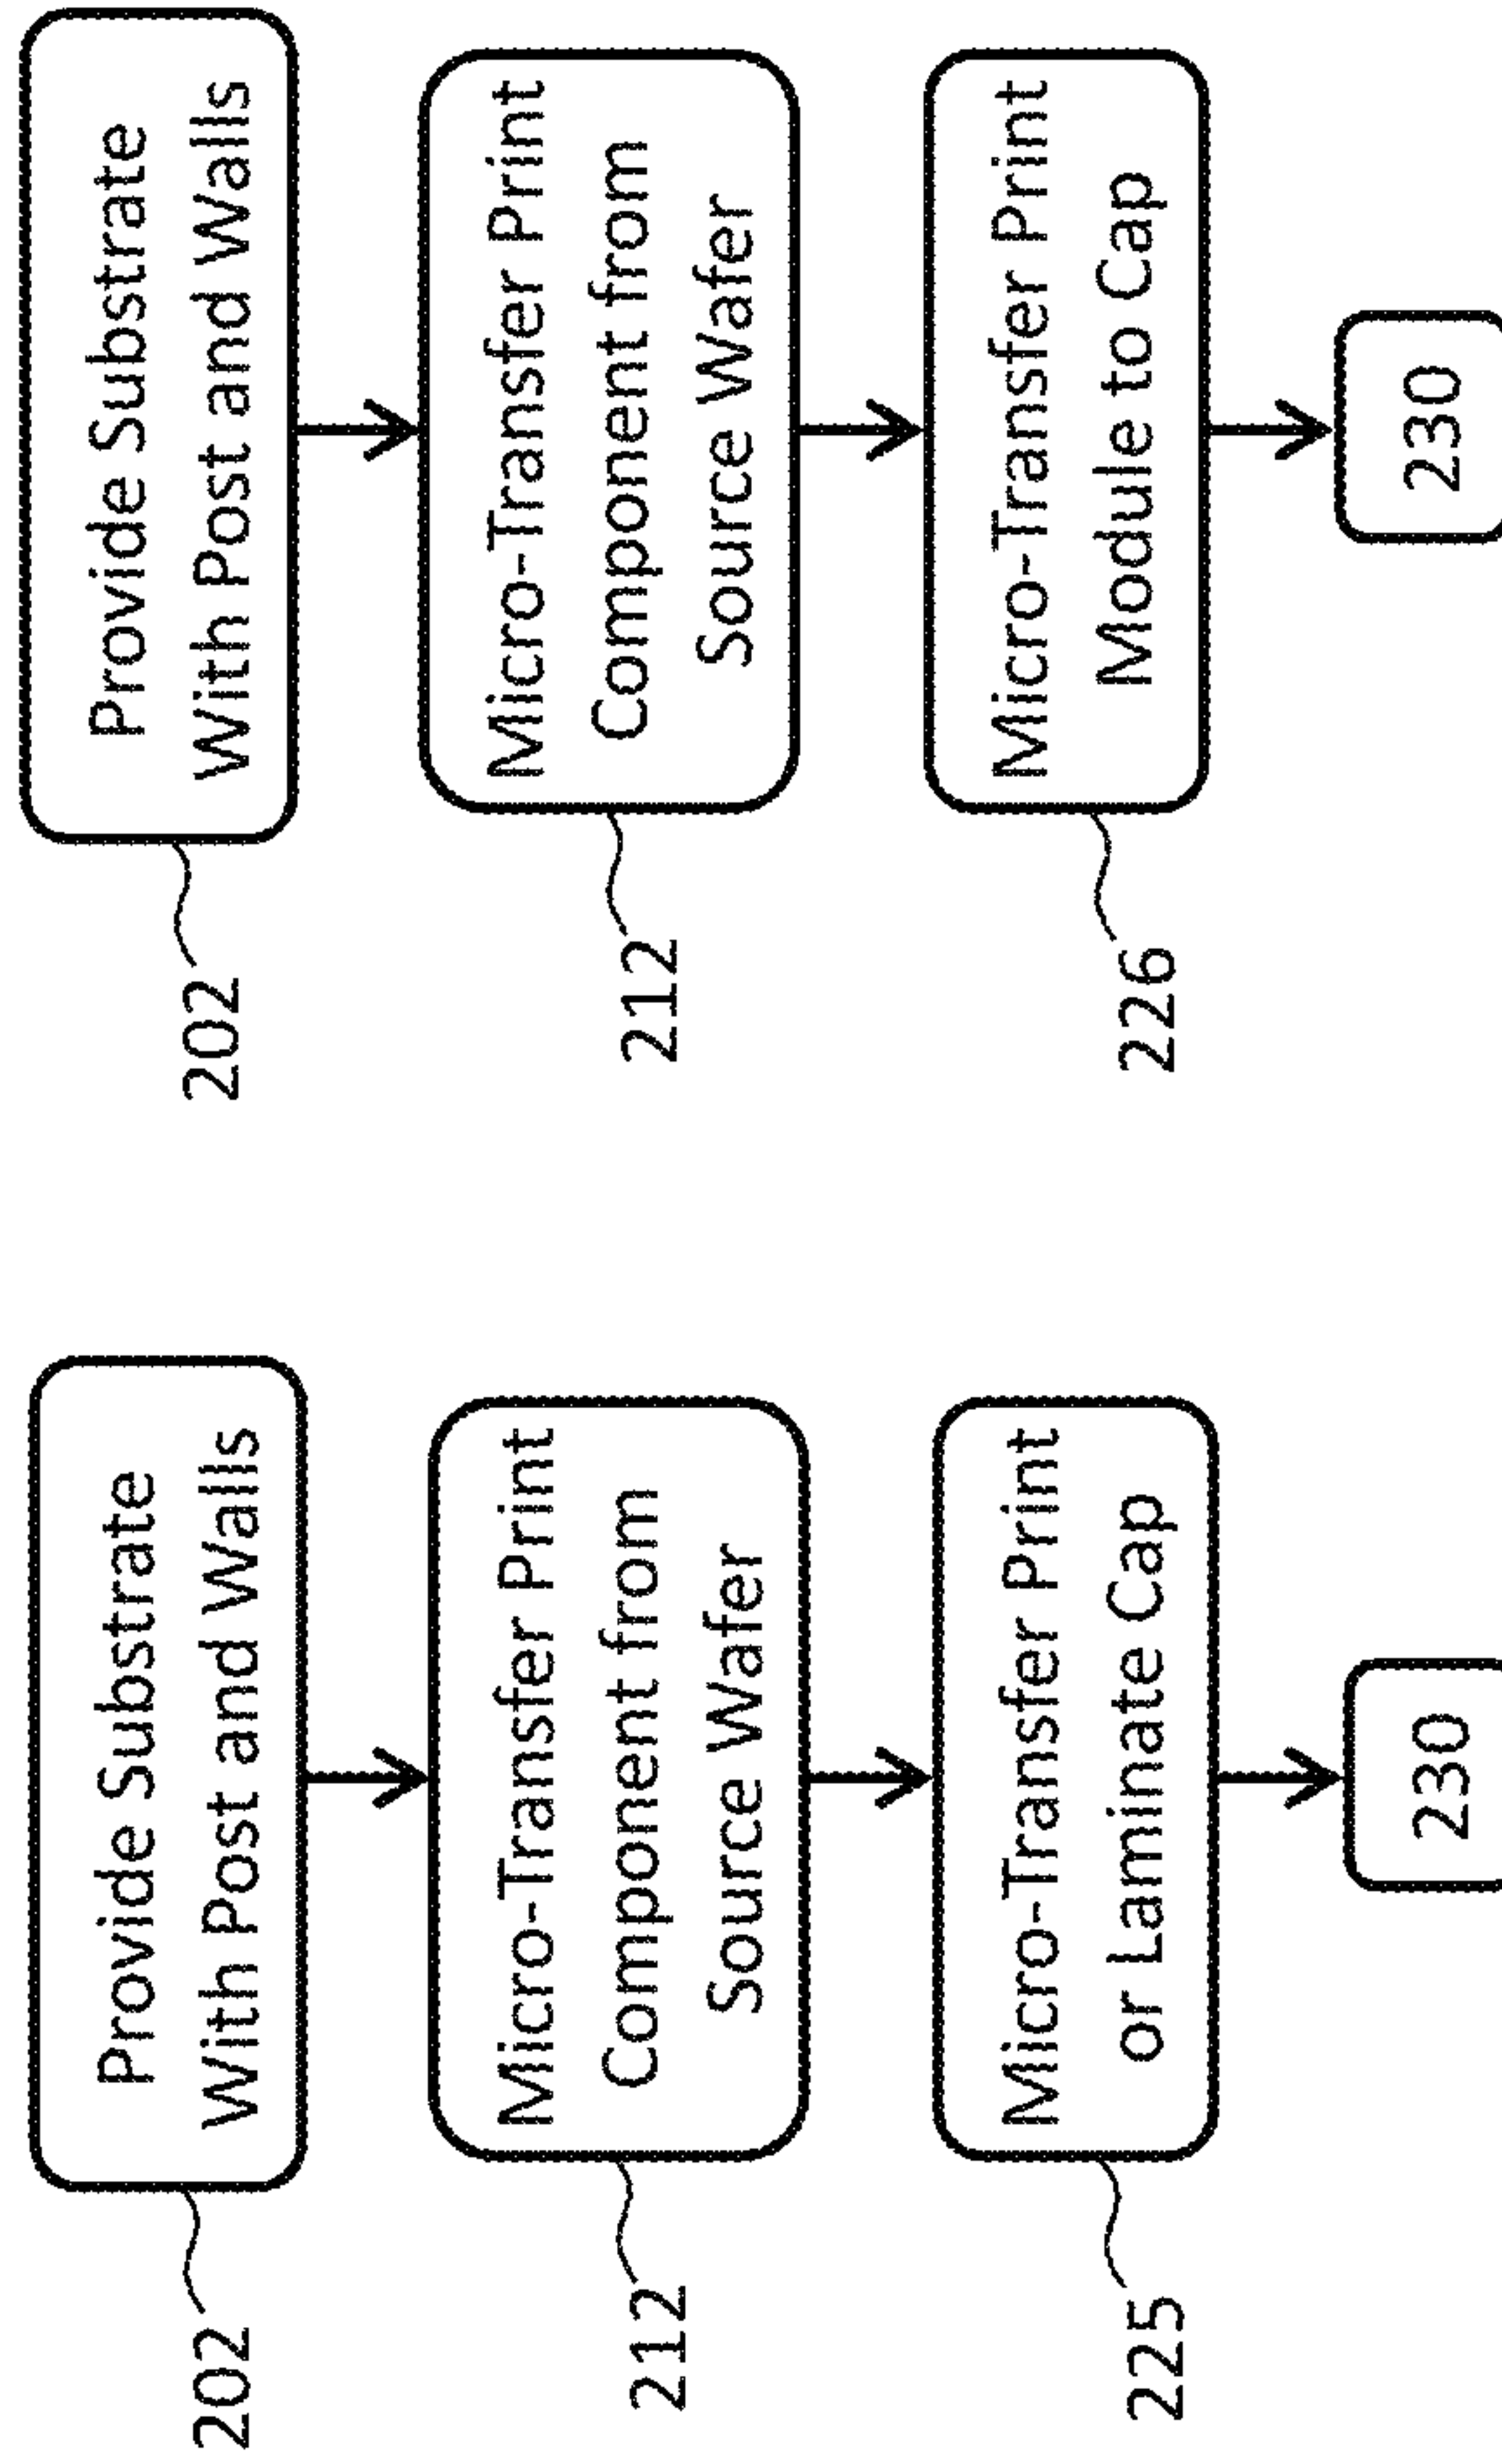 202
Provide Substrate
With Post and Walls
212
Micro-Transfer Print
Component from
Source Wafer
225
Micro-Transfer Print
or Laminate Cap
230
202
Provide Substrate
With Post and Walls
212
Micro-Transfer Print
Component from
Source Wafer
226
Micro-Transfer Print
Module to Cap
230